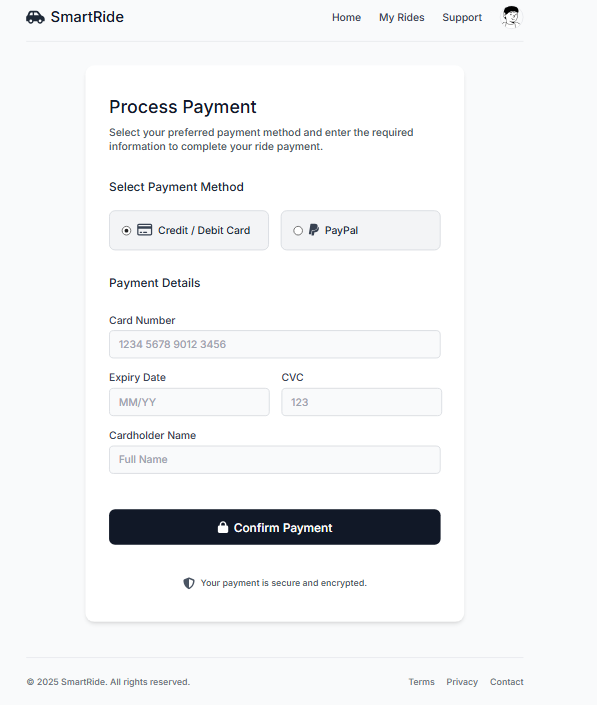 SmartRide
Home My Rides Support
Process Payment
Select your preferred payment method and enter the required
information to complete your ride payment.
Select Payment Method
Credit / Debit Card
PayPal
Payment Details
Card Number
1234 5678 9012 3456
Expiry Date
CVC
MM/YY
123
Cardholder Name
Full Name
Confirm Payment
Your payment is secure and encrypted.
© 2025 SmartRide. All rights reserved.
Terms Privacy Contact